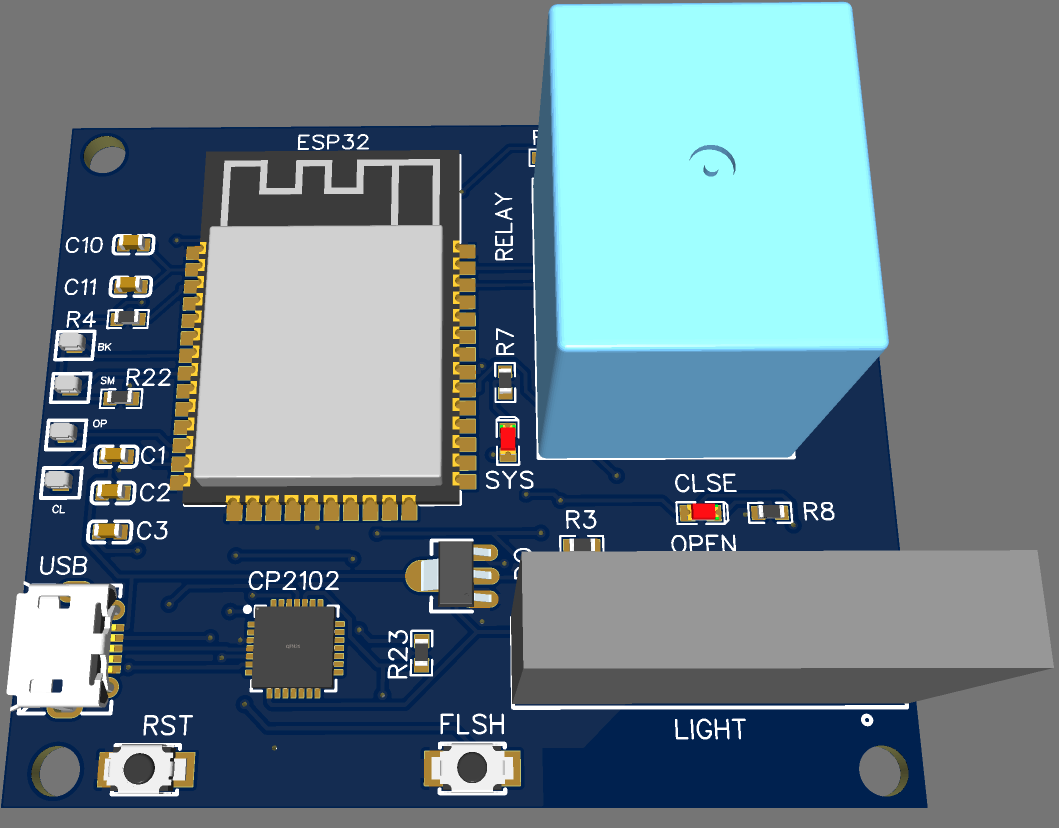 ESP32
C10
RELAY
C11
R4
BK
R7
SM
R22
OP
C1
SYS
CLSE
C2
CL
R3
R8
C3
OPEN
USB
CP2102
R23
RST
FLSH
LIGHT